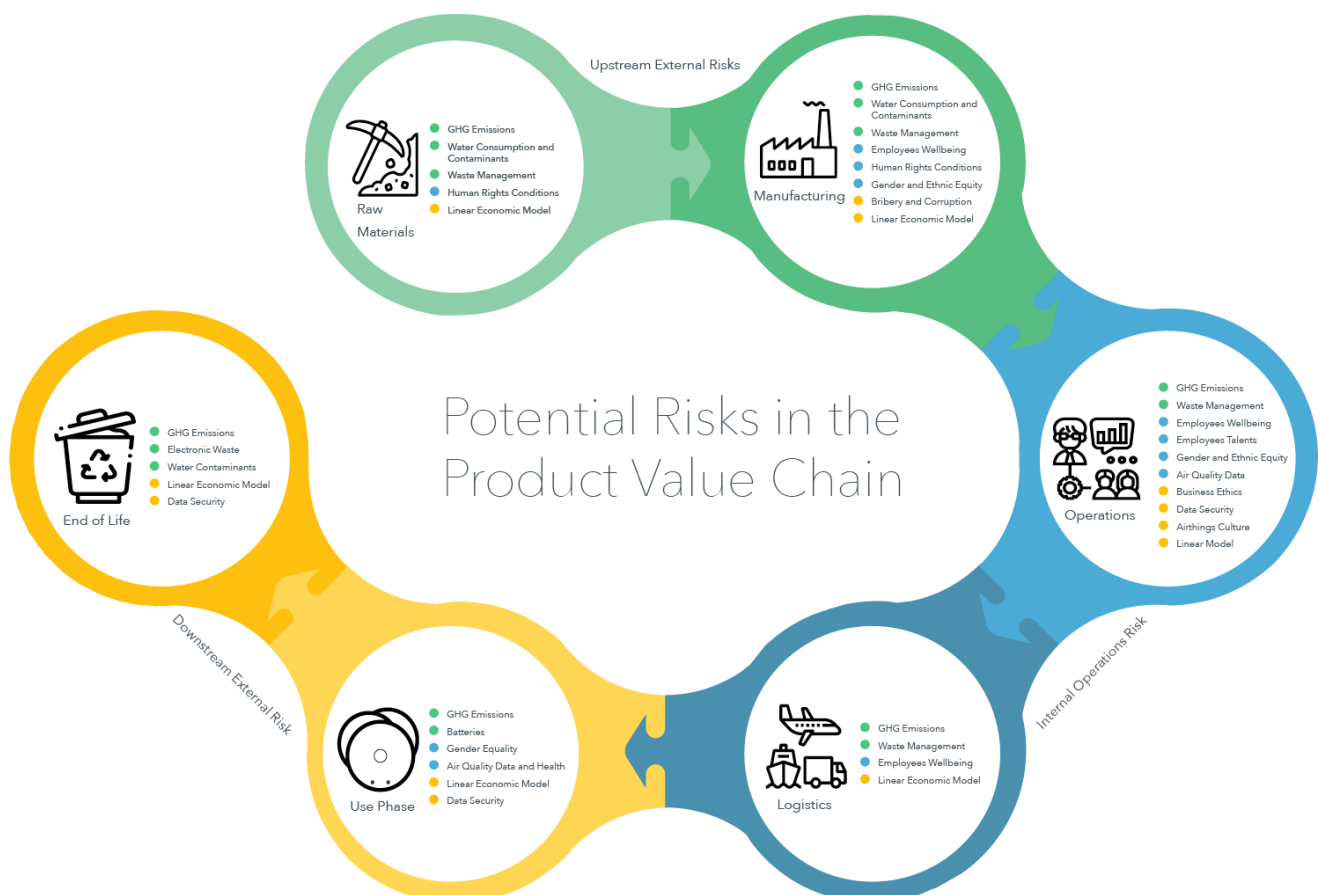 Upstream External Risks
Raw
Materials
GHG Emissions
Water Consumption and
Contaminants
Waste Management
Human Rights Conditions
Linear Economic Model
Manufacturing
GHG Emissions
Water Consumption and
Contaminants
Waste Management
Employees Wellbeing
Human Rights Conditions
Gender and Ethnic Equity
Bribery and Corruption
Linear Economic Model
Potential Risks in the
Product Value Chain
Operations
GHG Emissions
Waste Management
Employees Wellbeing
Employees Talents
Gender and Ethnic Equity
Air Quality Data
Business Ethics
Data Security
Airthings Culture
Linear Model
Internal Operations Risk
Logistics
GHG Emissions
Waste Management
Employees Wellbeing
Linear Economic Model
Use Phase
GHG Emissions
Batteries
Gender Equality
Air Quality Data and Health
Linear Economic Model
Data Security
Downstream External Risk
End of Life
GHG Emissions
Electronic Waste
Water Contaminants
Linear Economic Model
Data Security